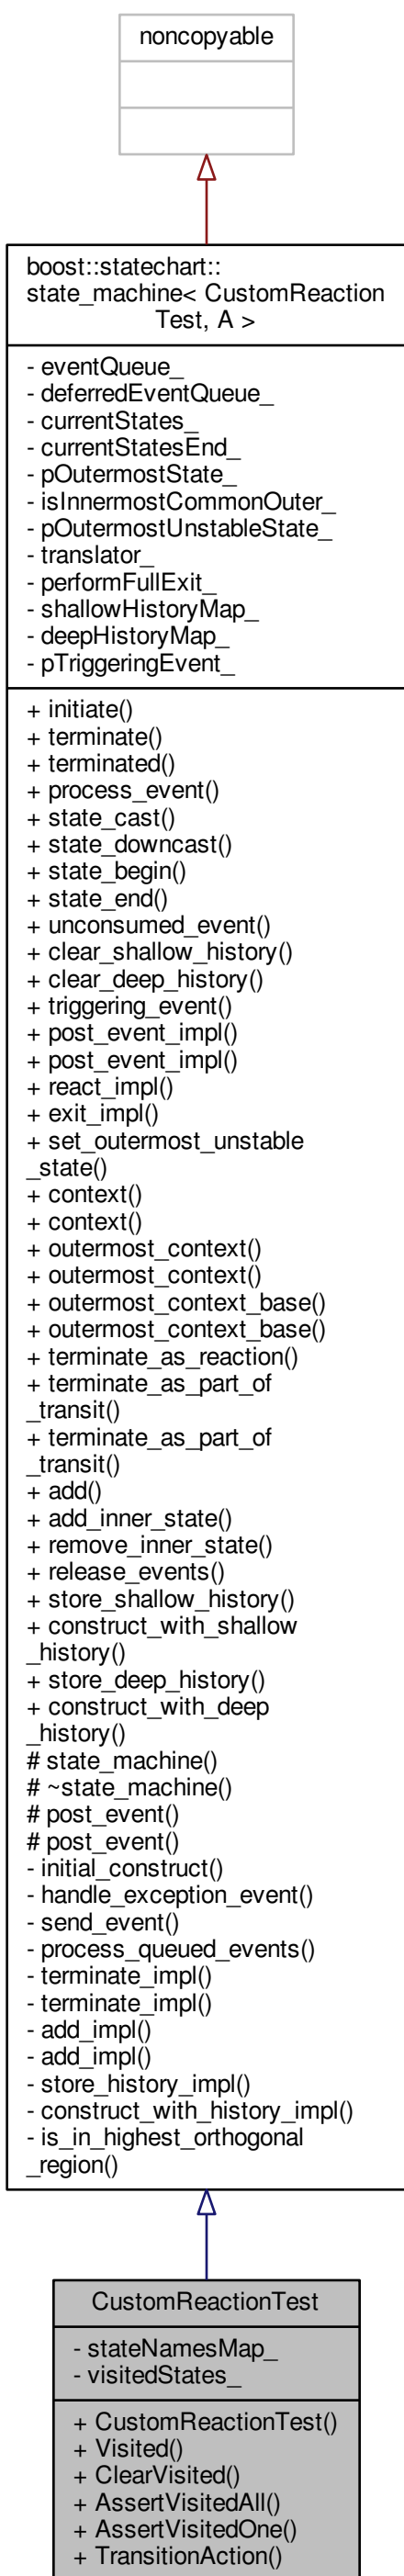 noncopyable
boost::statechart::
state_machine< CustomReaction
Test, A >
- eventQueue_
- deferredEventQueue_
- currentStates_
- currentStatesEnd_
- pOutermostState_
- isInnermostCommonOuter_
- pOutermostUnstableState_
- translator_
- performFullExit_
- shallowHistoryMap_
- deepHistoryMap_
- pTriggeringEvent_
+ initiate()
+ terminate()
+ terminated()
+ process_event()
+ state_cast()
+ state_downcast()
+ state_begin()
+ state_end()
+ unconsumed_event()
+ clear_shallow_history()
+ clear_deep_history()
+ triggering_event()
+ post_event_impl()
+ post_event_impl()
+ react_impl()
+ exit_impl()
+ set_outermost_unstable
_state()
+ context()
+ context()
+ outermost_context()
+ outermost_context()
+ outermost_context_base()
+ outermost_context_base()
+ terminate_as_reaction()
+ terminate_as_part_of
_transit()
+ terminate_as_part_of
_transit()
+ add()
+ add_inner_state()
+ remove_inner_state()
+ release_events()
+ store_shallow_history()
+ construct_with_shallow
_history()
+ store_deep_history()
+ construct_with_deep
_history()
# state_machine()
# ~state_machine()
# post_event()
# post_event()
- initial_construct()
- handle_exception_event()
- send_event()
- process_queued_events()
- terminate_impl()
- terminate_impl()
- add_impl()
- add_impl()
- store_history_impl()
- construct_with_history_impl()
- is_in_highest_orthogonal
_region()
CustomReactionTest
- stateNamesMap_
- visitedStates_
+ CustomReactionTest()
+ Visited()
+ ClearVisited()
+ AssertVisitedAll()
+ AssertVisitedOne()
+ TransitionAction()